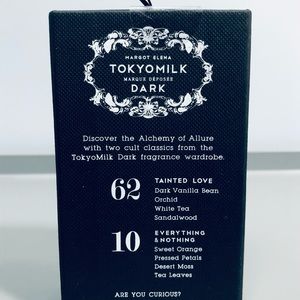 MARGOT ELENA
TOKYOMILK
MARQUE DÉPOSÉE
DARK
Discover the Alchemy of Allure
with two cult classics from the
TokyoMilk Dark fragrance wardrobe.
62
TAINTED LOVE
Dark Vanilla Bean
Orchid
White Tea
Sandalwood
10
EVERYTHING
& NOTHING
Sweet Orange
Pressed Petals
Desert Moss
Tea Leaves
ARE YOU CURIOUS?